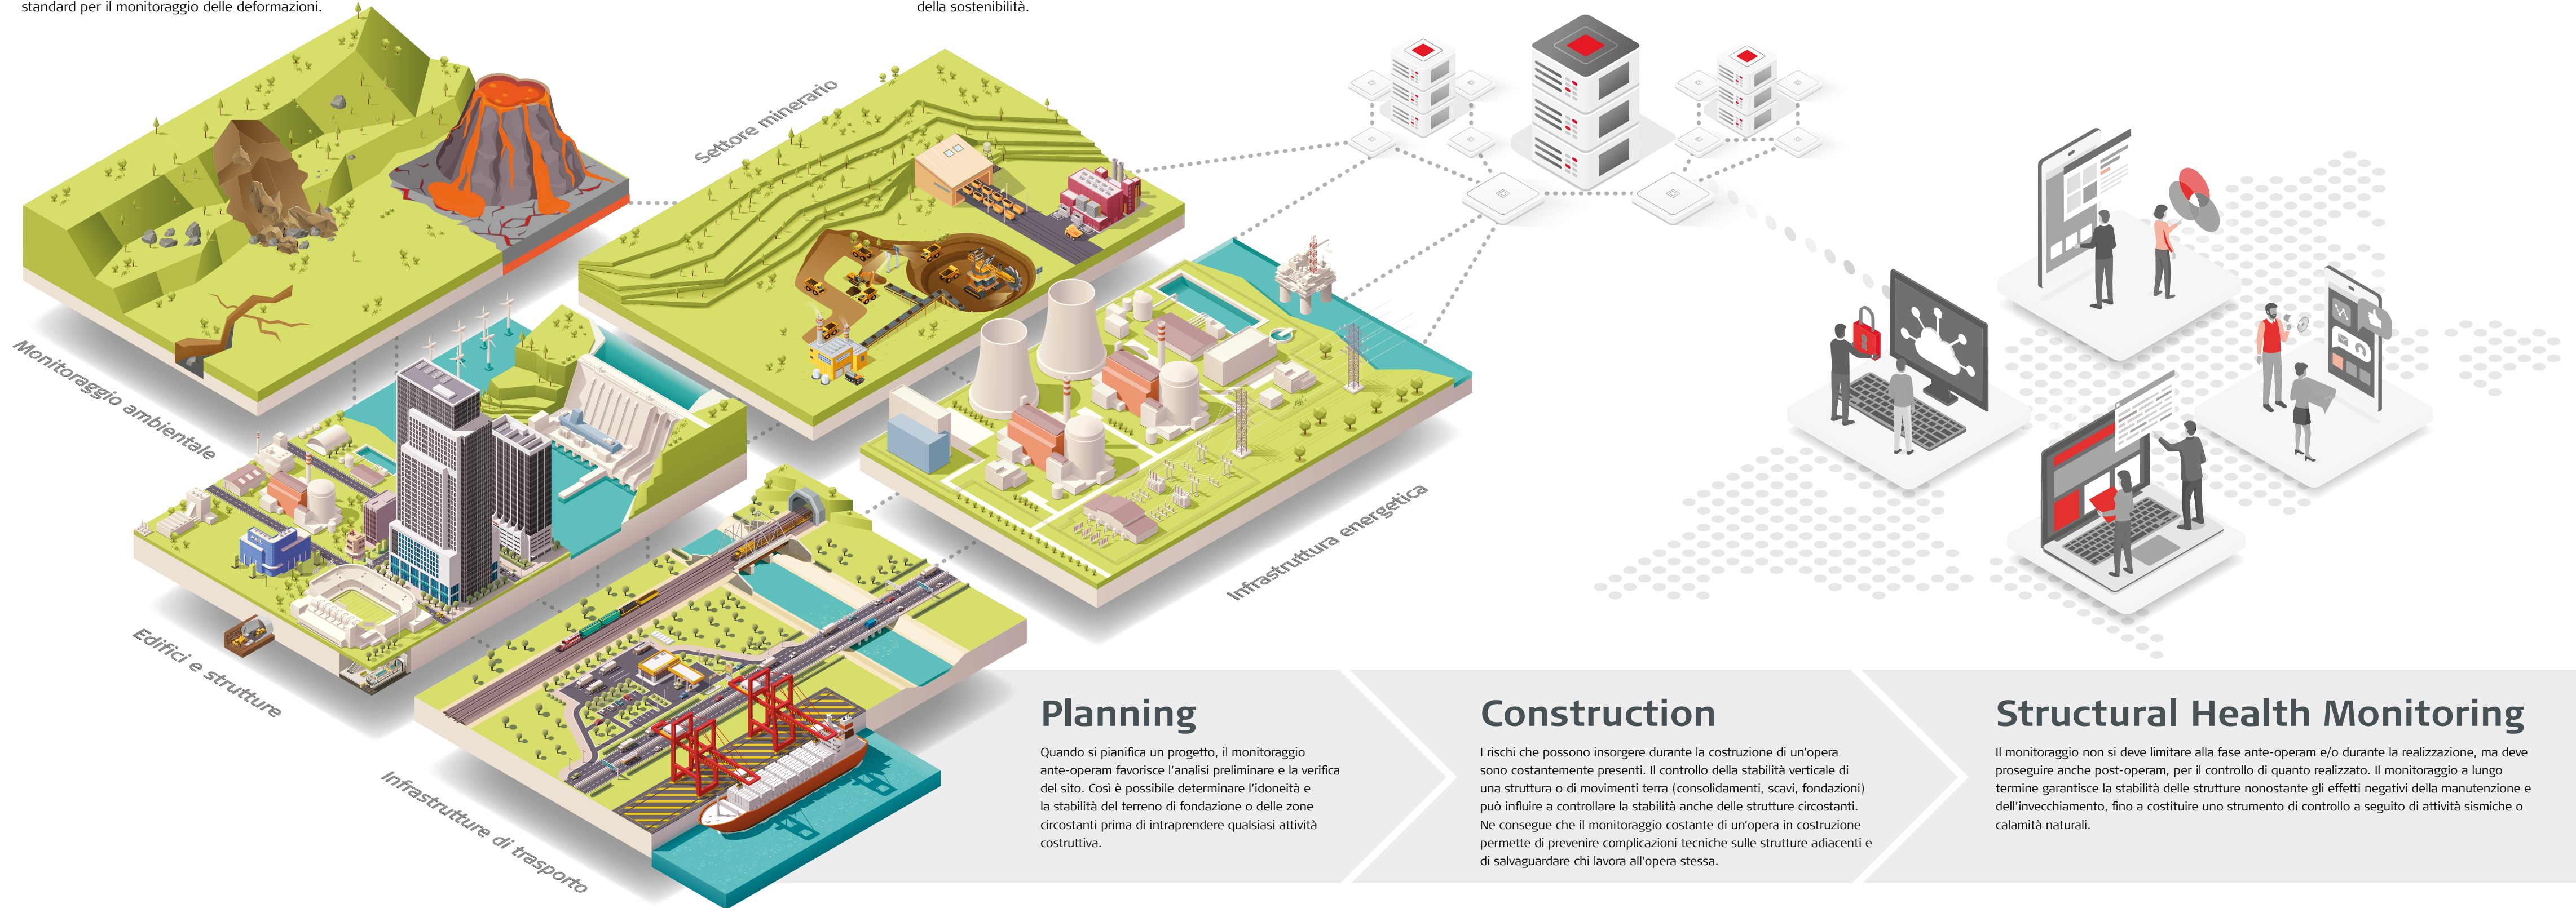 standard per il monitoraggio delle deformazioni.
della sostenibilità.
Settore minerario
Monitoraggio ambientale
Infrastruttura energetica
Edifici e strutture
Infrastrutture di trasporto
Planning
Quando si pianifica un progetto, il monitoraggio
ante-operam favorisce l'analisi preliminare e la verifica
del sito. Così è possibile determinare l'idoneità e
la stabilità del terreno di fondazione o delle zone
circostanti prima di intraprendere qualsiasi attività
costruttiva.
Construction
I rischi che possono insorgere durante la costruzione di un'opera
sono costantemente presenti. Il controllo della stabilità verticale di
una struttura o di movimenti terra (consolidamenti, scavi, fondazioni)
può influire a controllare la stabilità anche delle strutture circostanti.
Ne consegue che il monitoraggio costante di un'opera in costruzione
permette di prevenire complicazioni tecniche sulle strutture adiacenti e
di salvaguardare chi lavora all'opera stessa.
Structural Health Monitoring
Il monitoraggio non si deve limitare alla fase ante-operam e/o durante la realizzazione, ma deve
proseguire anche post-operam, per il controllo di quanto realizzato. Il monitoraggio a lungo
termine garantisce la stabilità delle strutture nonostante gli effetti negativi della manutenzione e
dell'invecchiamento, fino a costituire uno strumento di controllo a seguito di attività sismiche o
calamità naturali.